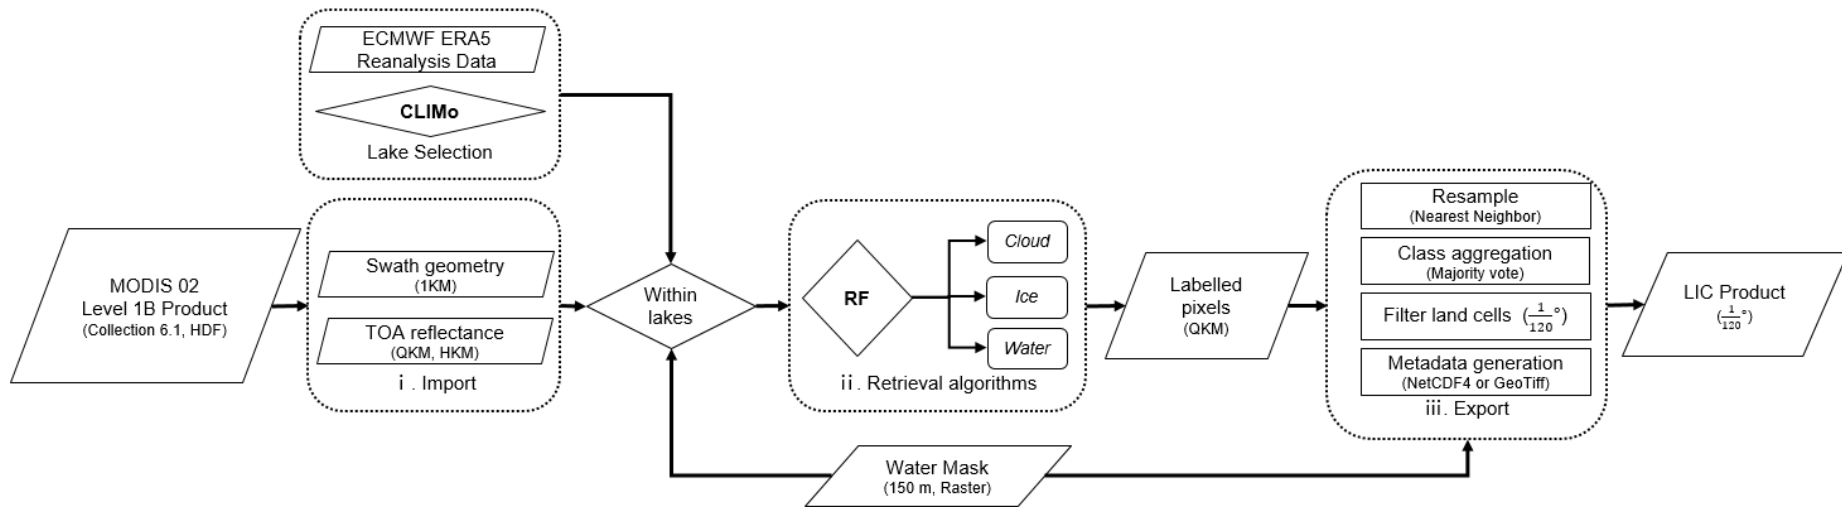 ECMWF ERA5
Reanalysis Data
CLIMo
Lake Selection
MODIS 02
Level 1B Product
(Collection 6.1, HDF)
Swath geometry
(1KM)
TOA reflectance
(QKM, HKM)
i. Import
Within
lakes
RF
Cloud
Ice
Water
ii. Retrieval algorithms
Labelled
pixels
(QKM)
Resample
(Nearest Neighbor)
Class aggregation
(Majority vote)
Filter land cells (1/120°)
Metadata generation
(NetCDF4 or GeoTiff)
iii. Export
LIC Product
(1/120°)
Water Mask
(150 m, Raster)